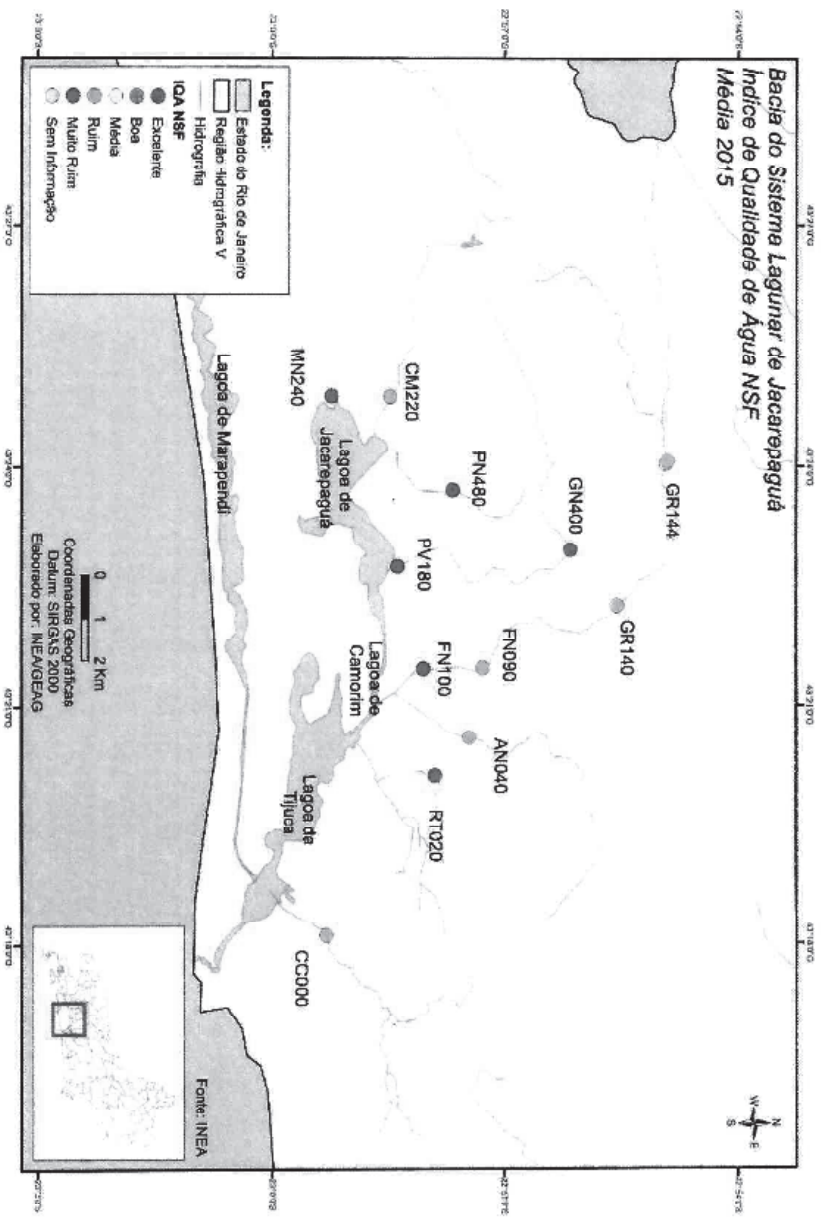 Bacia do Sistema Lagunar de Jacarepaguá
Índice de Qualidade de Água NSF
Média 2015
N
W
E
S
GR144
GR140
GN400
PN480
FN090
AN040
CM220
PV180
FN100
RT020
MN240
CC000
Lagoa de
Jacarepaguá
Lagoa de
Camorim
Lagoa da
Tijuca
Lagoa de Marapendi
Legenda:
Estado do Rio de Janeiro
Região Hidrográfica V
Hidrografia
IQA NSF
Excelente
Boa
Média
Ruim
Muito Ruim
Sem Informação
0 1 2 Km
Coordenadas Geográficas
Datum: SIRGAS 2000
Elaborado por: INEA/GEAG
Fonte: INEA